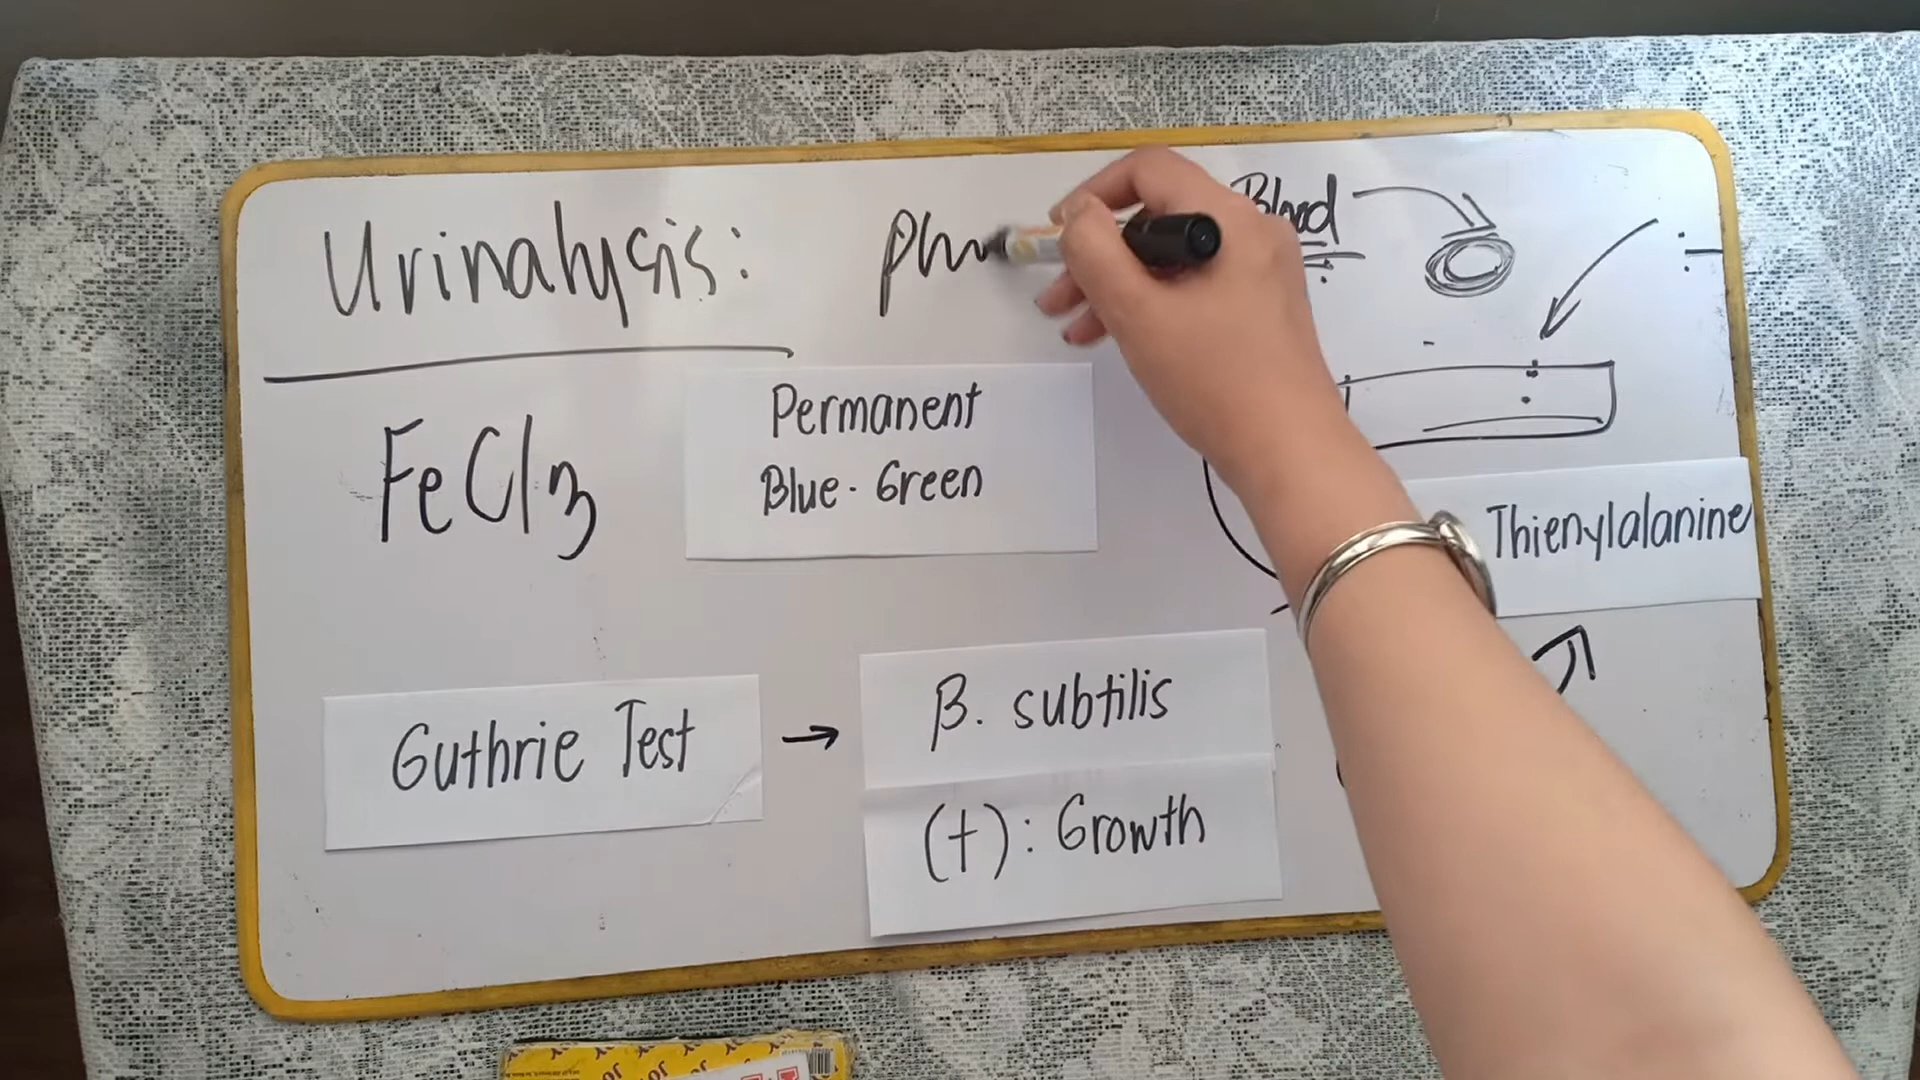 Urinalysis:
Blood
FeCl3
Permanent
Blue - Green
Thienylalanine
Guthrie Test
→
B. subtilis
(+): Growth